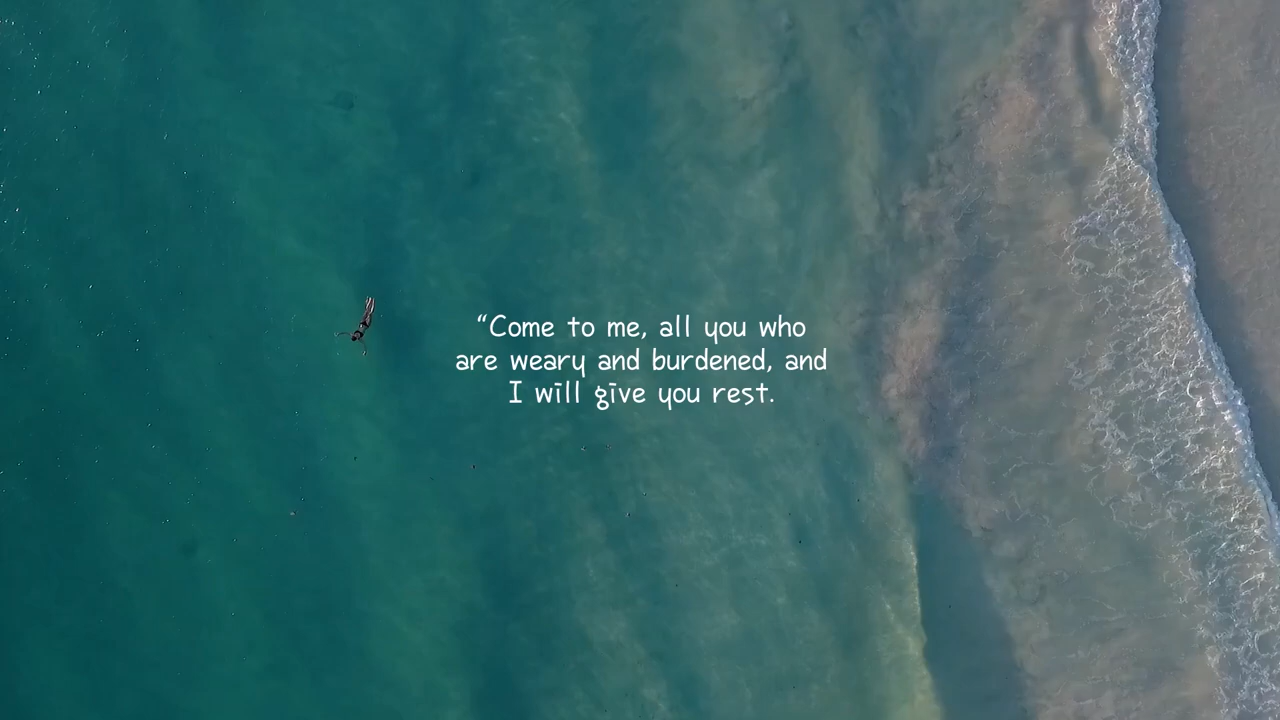 “Come to me, all you who
are weary and burdened, and
I will give you rest.